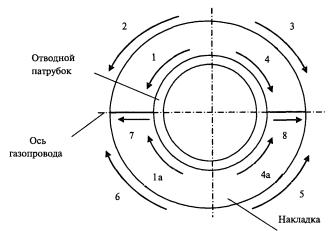 2
3
Отводной
патрубок
1
4
Ось
газопровода
7
8
1а
4а
6
5
Накладка